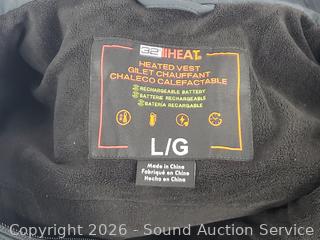 32 HEAT
HEATED VEST
GILET CHAUFFANT
CHALECO CALEFACTABLE
RECHARGEABLE BATTERY
BATTERIE RECHARGEABLE
BATERÍA RECARGABLE
L/G
Made in China
Fabriqué en Chine
Hecho en China
Copyright 2026 - Sound Auction Service